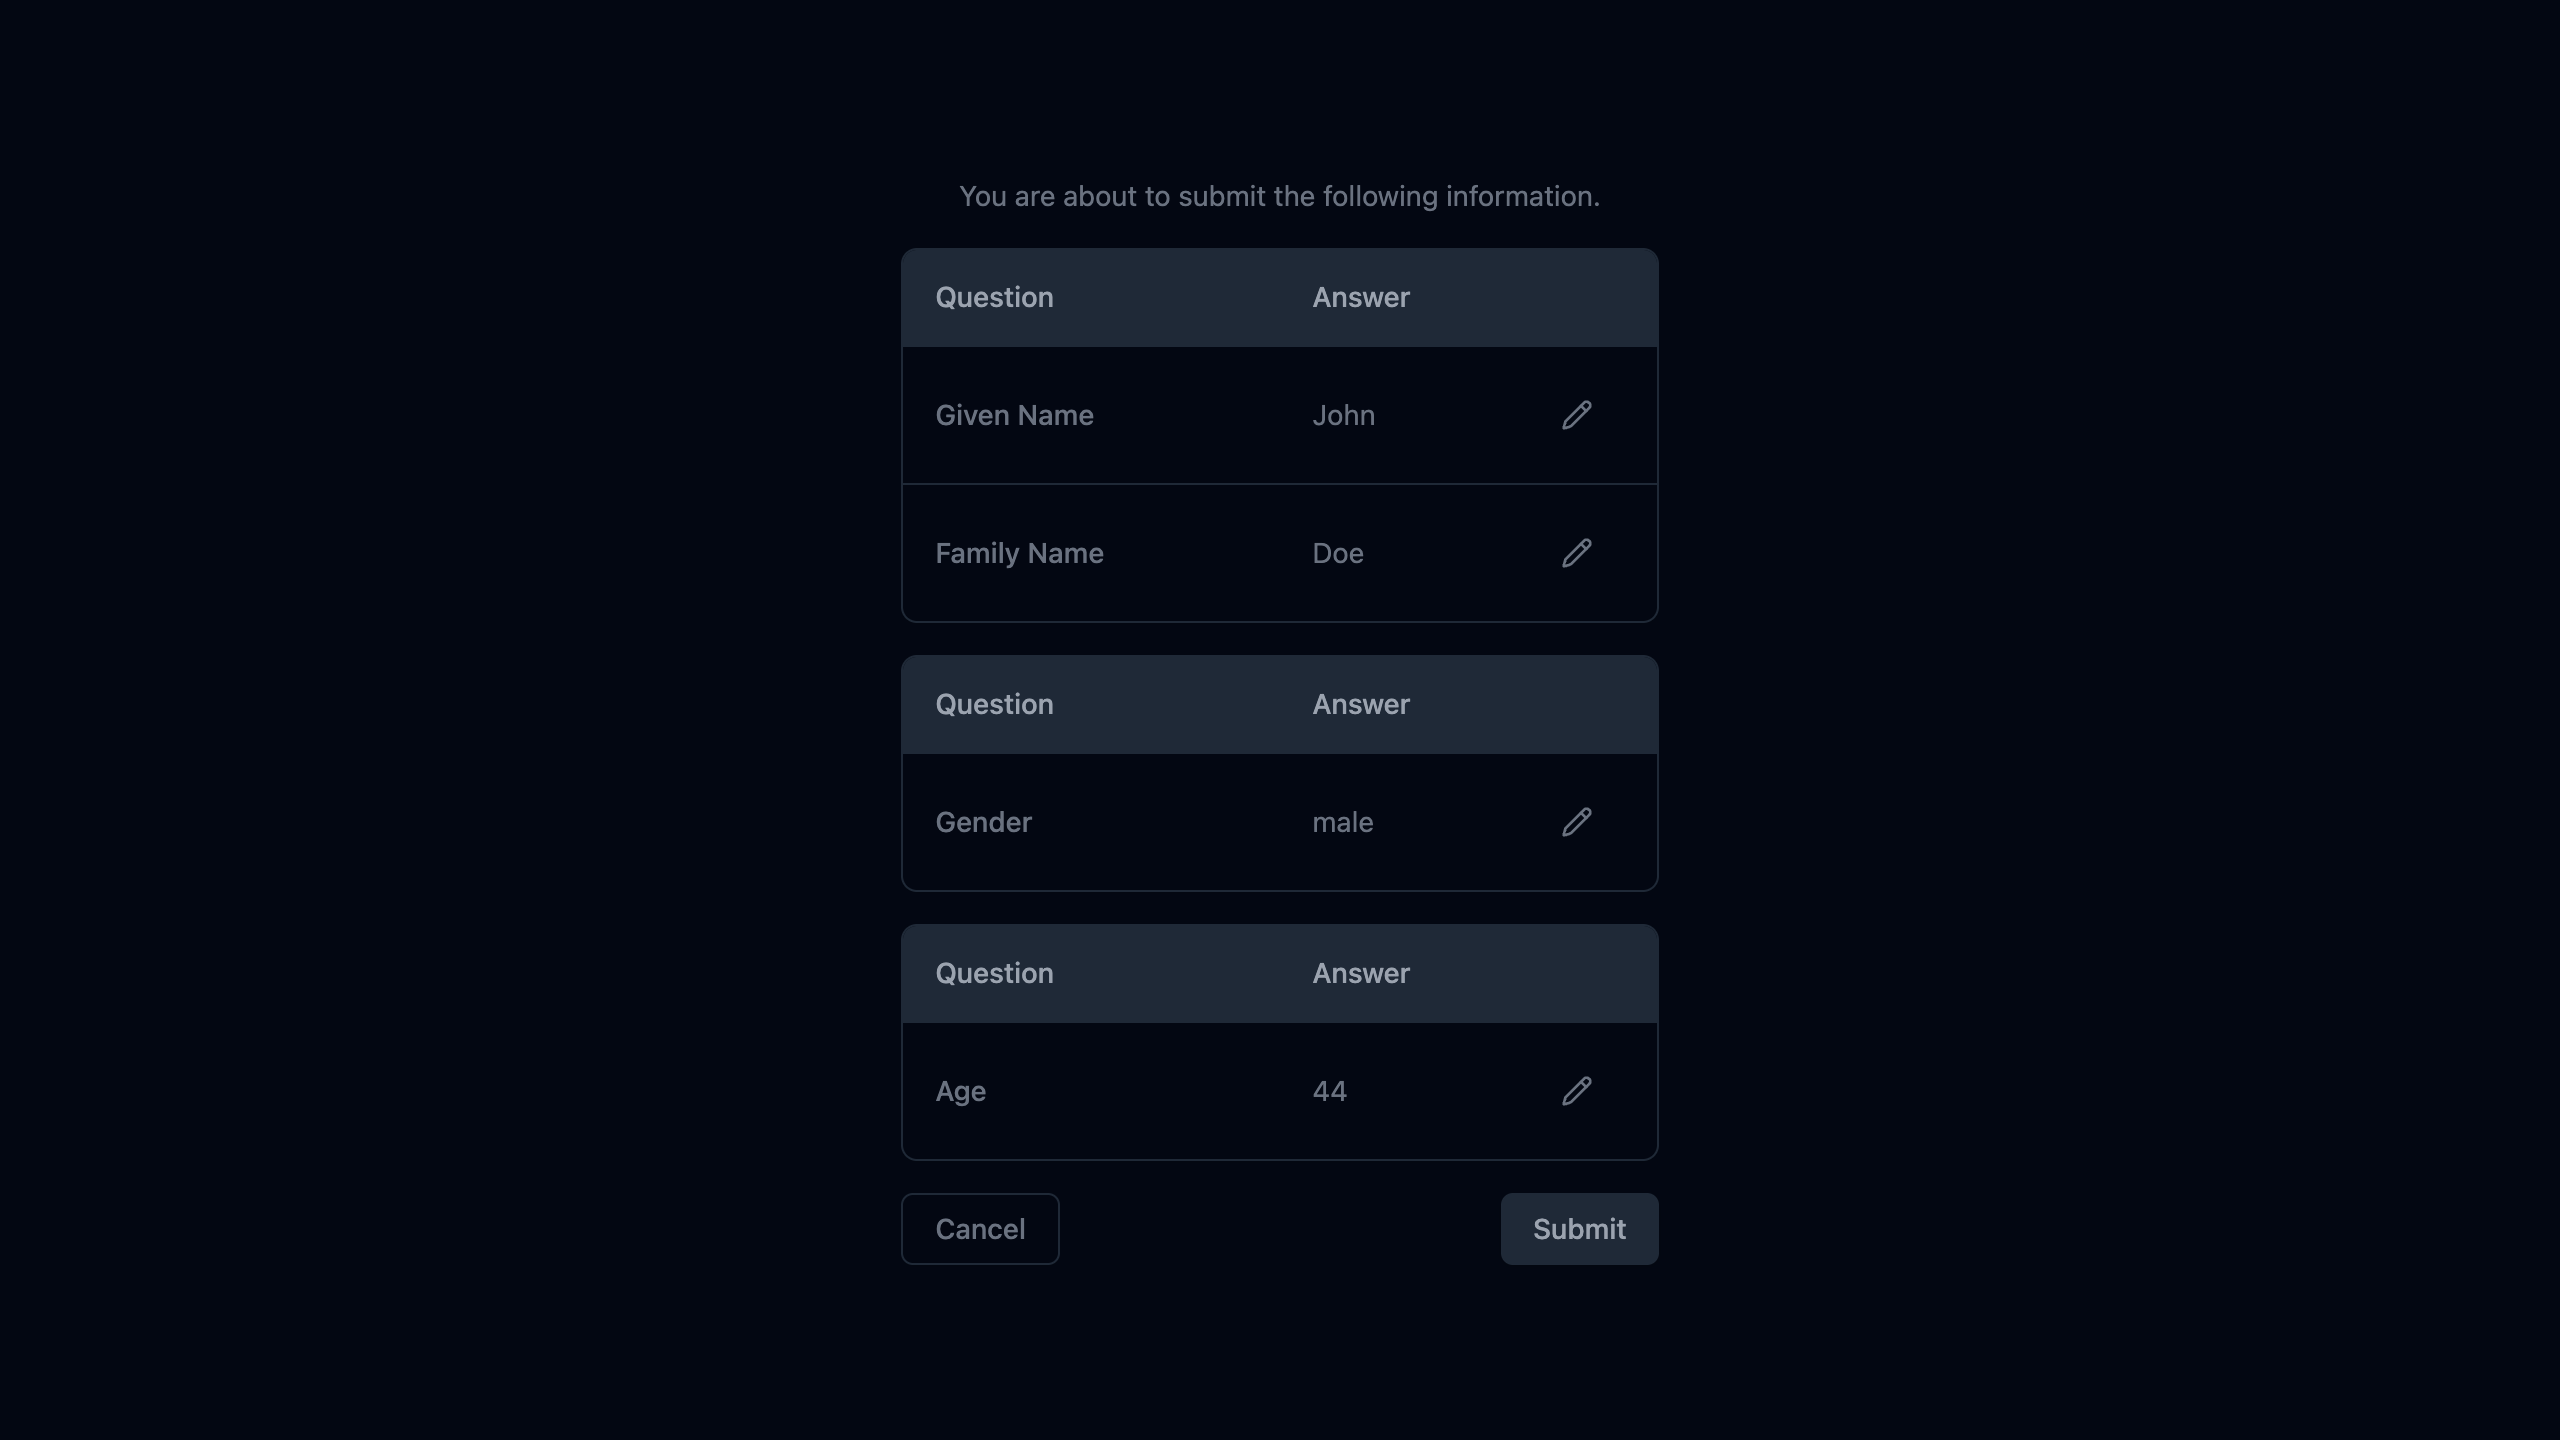 You are about to submit the following information.
Question Answer
Given Name John
Family Name Doe
Question Answer
Gender male
Question Answer
Age 44
Cancel Submit